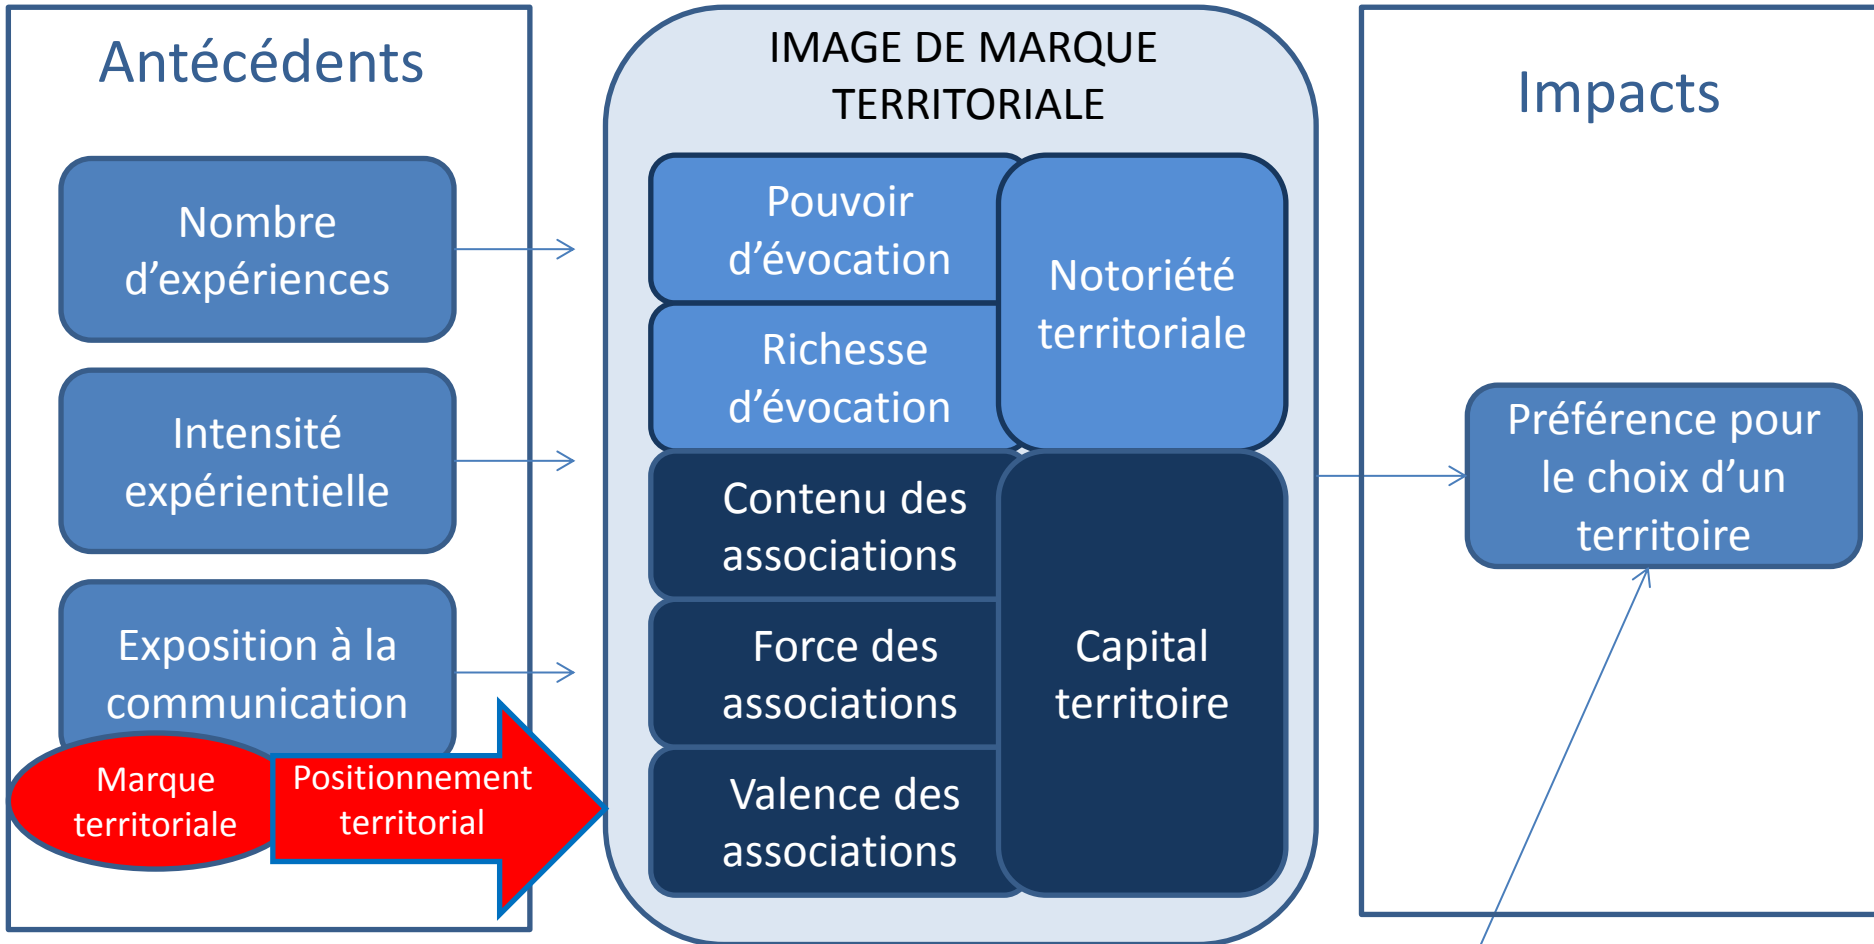 Antécédents
Nombre
d’expériences
Intensité
expérientielle
Exposition à la
communication
Marque
territoriale
Positionnement
territorial
IMAGE DE MARQUE
TERRITORIALE
Pouvoir
d’évocation
Richesse
d’évocation
Notoriété
territoriale
Contenu des
associations
Force des
associations
Valence des
associations
Capital
territoire
Impacts
Préférence pour
le choix d’un
territoire